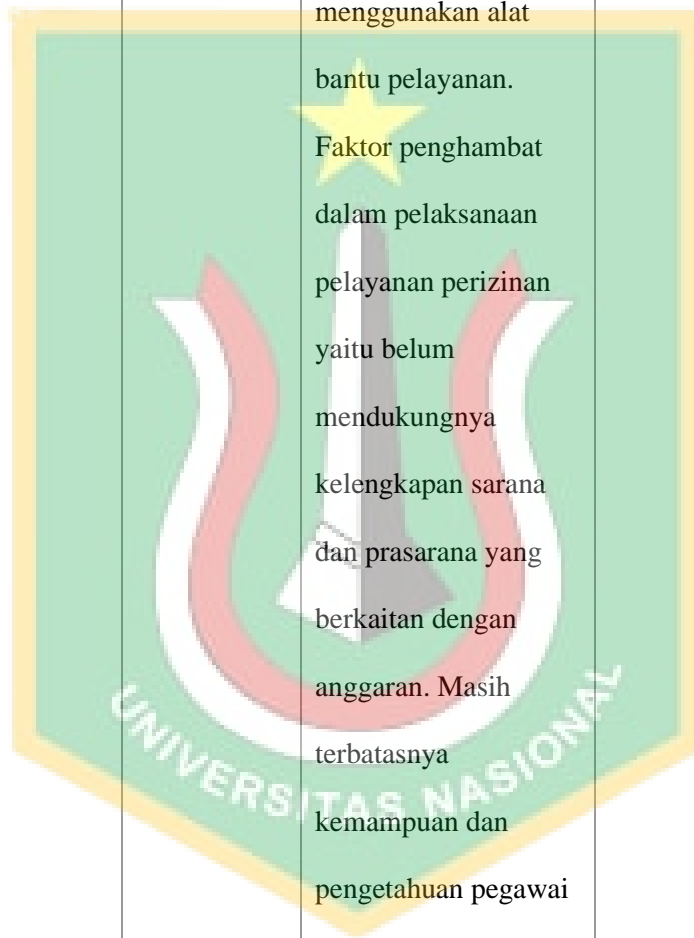 menggunakan alat
bantu pelayanan.
Faktor penghambat
dalam pelaksanaan
pelayanan perizinan
yaitu belum
mendukungnya
kelengkapan sarana
dan prasarana yang
berkaitan dengan
anggaran. Masih
terbatasnya
kemampuan dan
pengetahuan pegawai
UNIVERSITAS NASIONAL